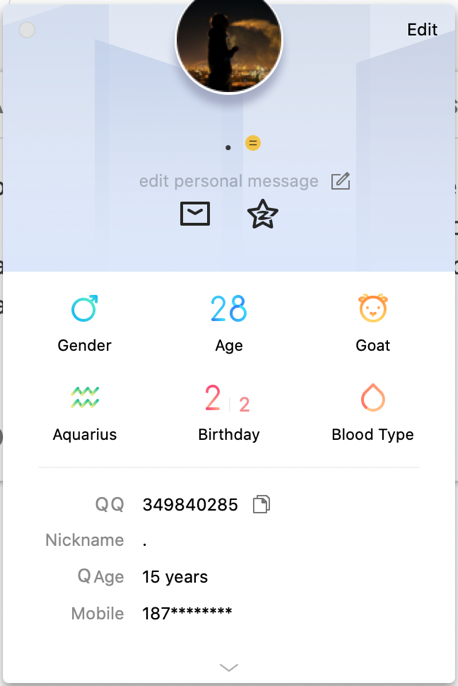 Edit
.
edit personal message
28
Gender Age Goat
2 2
Aquarius Birthday Blood Type
QQ 349840285
Nickname .
QAge 15 years
Mobile 187********